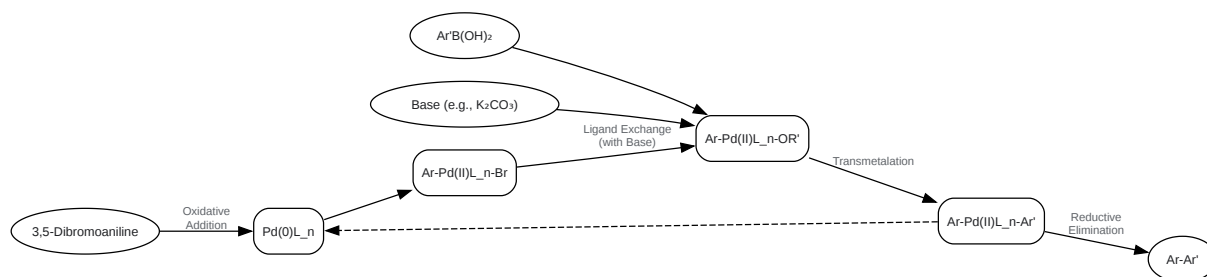 Ar'B(OH)₂
Base (e.g., K₂CO₃)
Ligand Exchange
(with Base)
Ar-Pd(II)L_n-OR'
Ar-Pd(II)L_n-Br
Transmetalation
3,5-Dibromoaniline
Oxidative
Addition
Pd(0)L_n
Ar-Pd(II)L_n-Ar'
Reductive
Elimination
Ar-Ar'